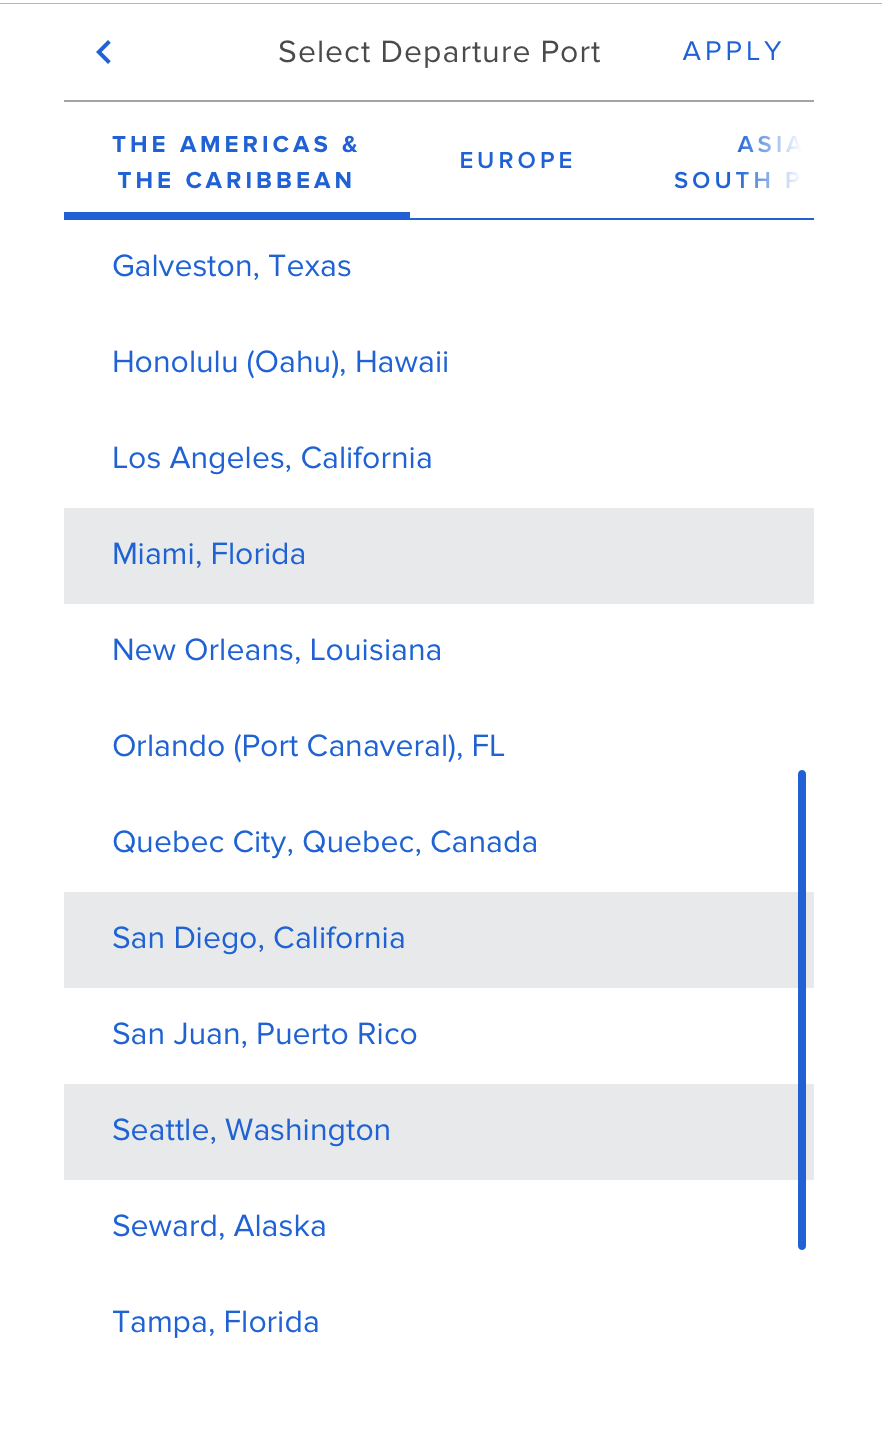 Select Departure Port
APPLY
THE AMERICAS &
THE CARIBBEAN
EUROPE
ASIA
SOUTH P
Galveston, Texas
Honolulu (Oahu), Hawaii
Los Angeles, California
Miami, Florida
New Orleans, Louisiana
Orlando (Port Canaveral), FL
Quebec City, Quebec, Canada
San Diego, California
San Juan, Puerto Rico
Seattle, Washington
Seward, Alaska
Tampa, Florida